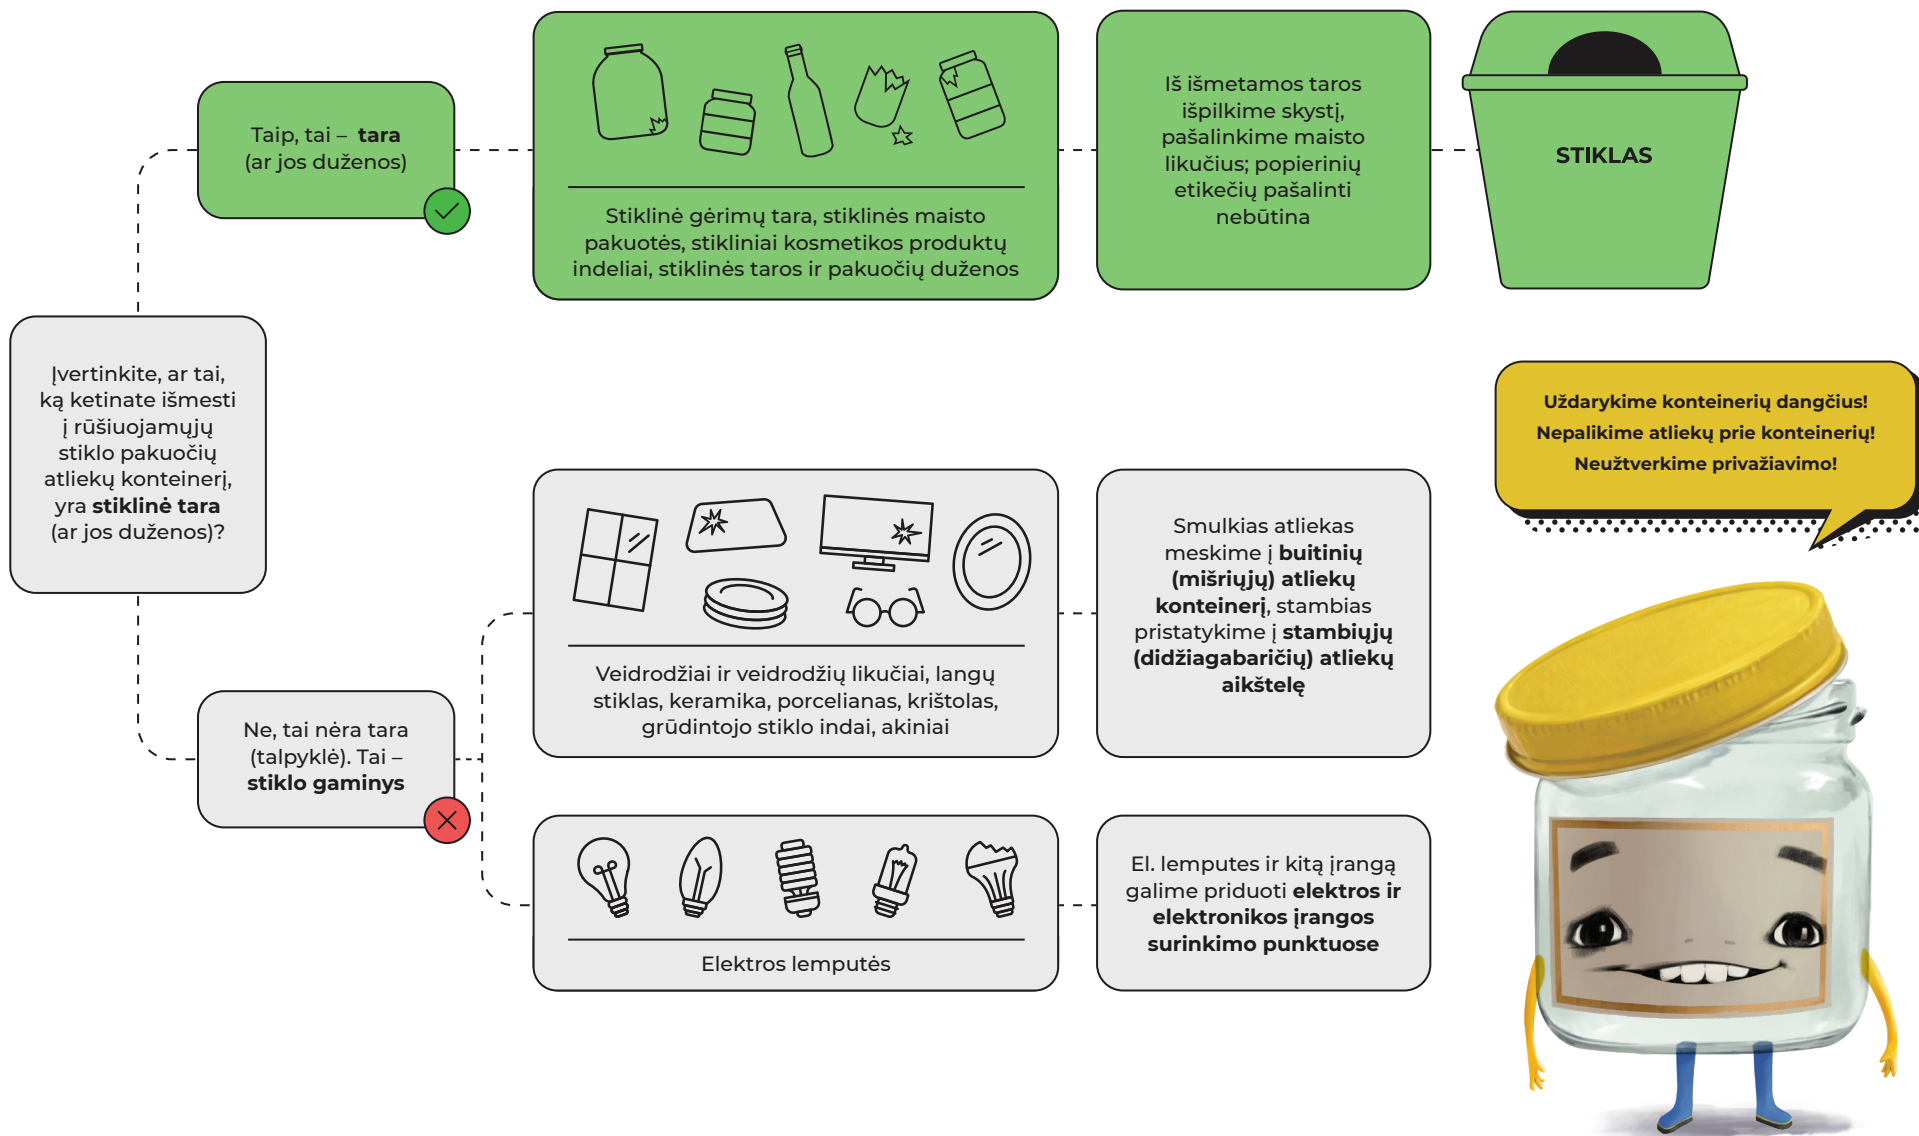 Taip, tai – tara
(ar jos duženos)
Stiklinė gėrimų tara, stiklinės maisto
pakuotės, stikliniai kosmetikos produktų
indeliai, stiklinės taros ir pakuočių duženos
Iš išmetamos taros
išpilkime skystį,
pašalinkime maisto
likučius; popierinių
etikečių pašalinti
nebūtina
STIKLAS
Įvertinkite, ar tai,
ką ketinate išmesti
į rūšiuojamųjų
stiklo pakuočių
atliekų konteinerį,
yra stiklinė tara
(ar jos duženos)?
Uždarykime konteinerių dangčius!
Nepalikime atliekų prie konteinerių!
Neužtverkime privažiavimo!
Ne, tai nėra tara
(talpyklė). Tai –
stiklo gaminys
Veidrodžiai ir veidrodžių likučiai, langų
stiklas, keramika, porcelianas, krištolas,
grūdintojo stiklo indai, akiniai
Smulkias atliekas
meskime į buitinių
(mišriųjų) atliekų
konteinerį, stambias
pristatykime į stambiųjų
(didžiagabaričių) atliekų
aikštelę
Elektros lemputės
El. lemputes ir kitą įrangą
galime priduoti elektros ir
elektronikos įrangos
surinkimo punktuose